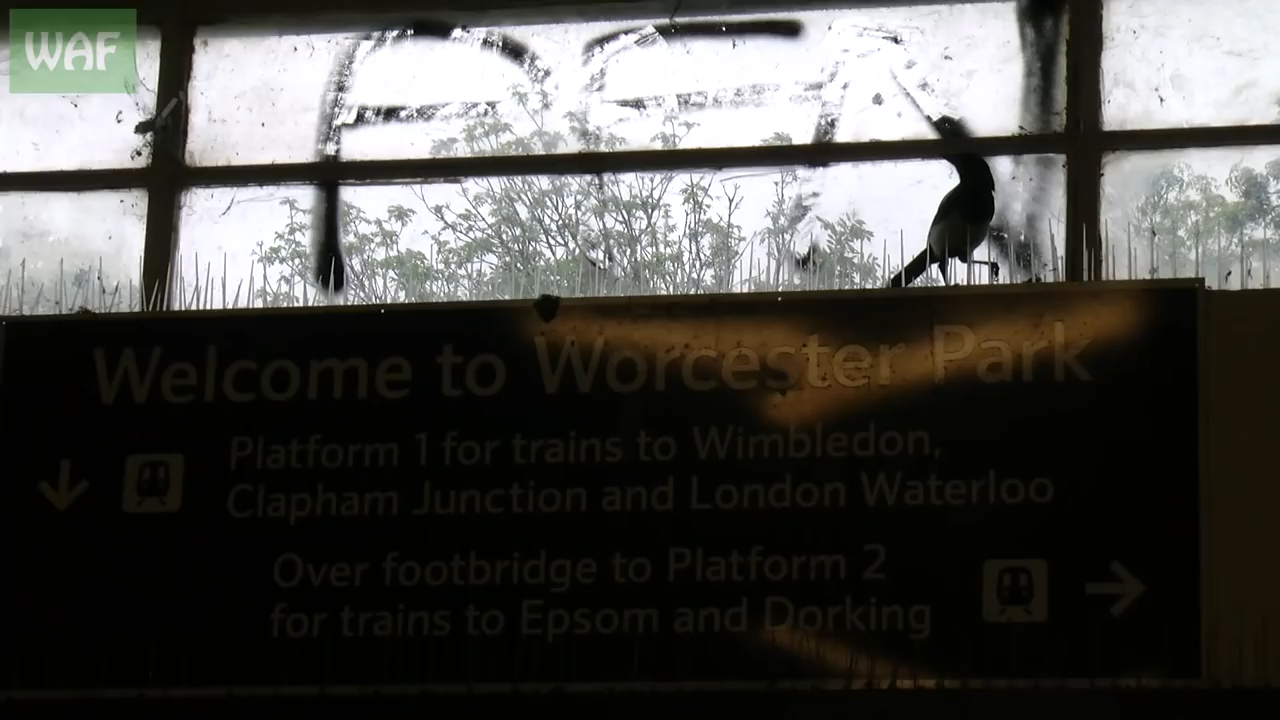 WAF
Welcome to Worcester Park
Platform 1 for trains to Wimbledon,
Clapham Junction and London Waterloo
Over footbridge to Platform 2
for trains to Epsom and Dorking